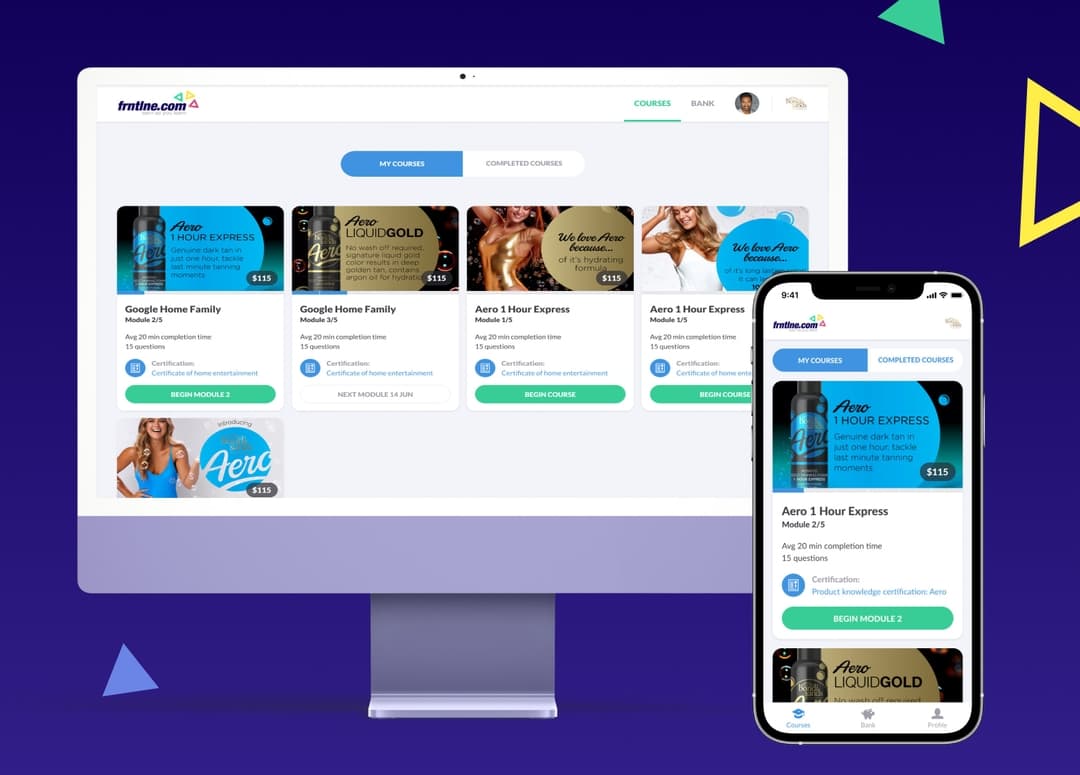 frntlne.com
earn as you learn
COURSES
BANK
MY COURSES
COMPLETED COURSES
Aero
1 HOUR EXPRESS
Genuine dark tan in
just one hour; tackle
last minute tanning
moments
$115
Google Home Family
Module 2/5
Avg 20 min completion time
15 questions
Certification:
Certificate of home entertainment
BEGIN MODULE 2
Aero
LIQUIDGOLD
No wash off required,
signature liquid gold
color results in deep
golden tan, contains
argan oil for hydratio
$115
Google Home Family
Module 3/5
Avg 20 min completion time
15 questions
Certification:
Certificate of home entertainment
NEXT MODULE 14 JUN
We love Aero
because...
of it's hydrating
formula
$115
Aero 1 Hour Express
Module 1/5
Avg 20 min completion time
15 questions
Certification:
Certificate of home entertainment
BEGIN COURSE
We love Aero
because...
of it's long lasting
it can le
10
Aero 1 Hour Express
Module 1/5
Avg 20 min completion time
15 questions
Certification:
Certificate of home ente
BEGIN COURSE
Introducing
Aero
$115
9:41
frntlne.com
MY COURSES
COMPLETED COURSES
Aero
1 HOUR EXPRESS
Genuine dark tan in
just one hour; tackle
last minute tanning
moments
$115
Aero 1 Hour Express
Module 2/5
Avg 20 min completion time
15 questions
Certification:
Product knowledge certification: Aero
BEGIN MODULE 2
Aero
LIQUIDGOLD
No wash off required,
Courses
Bank
Profile